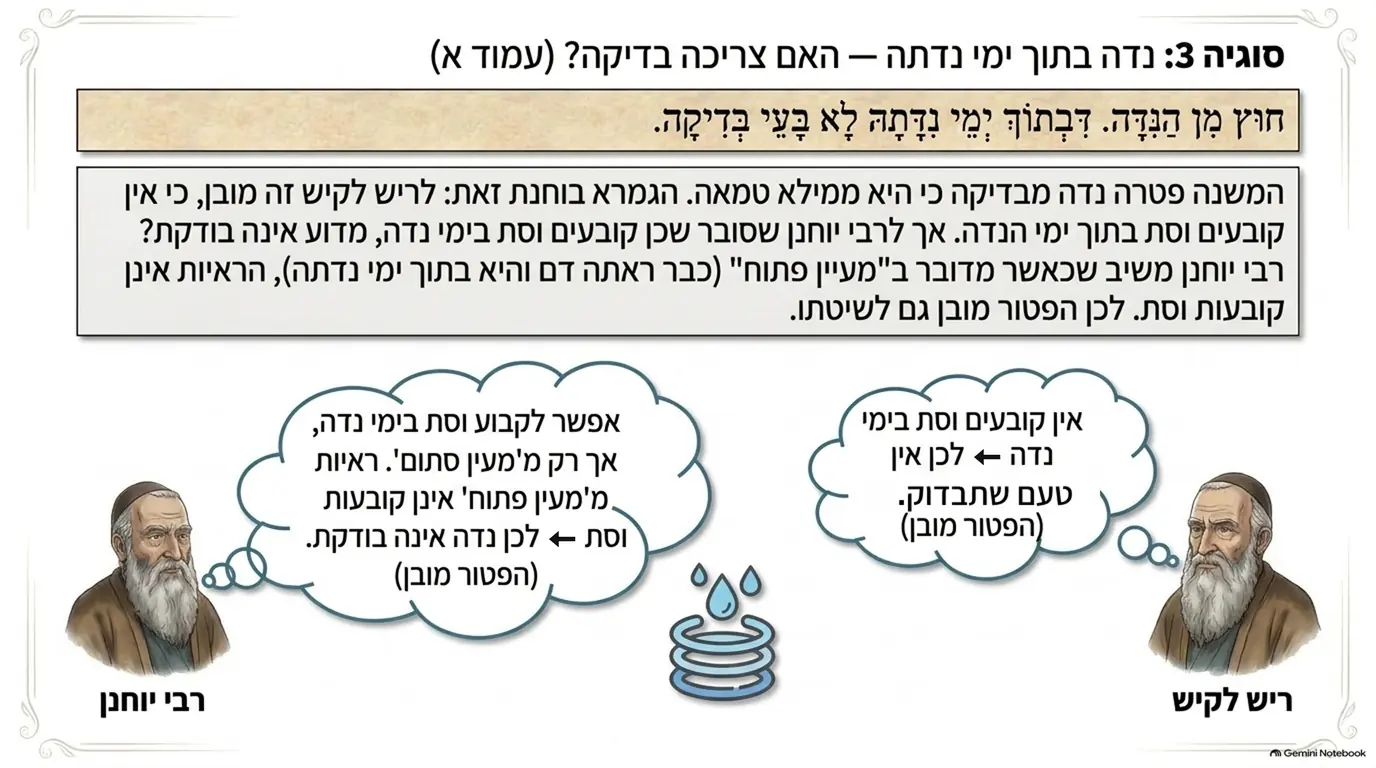 סוגיה 3: נדה בתוך ימי נדתה — האם צריכה בדיקה? (עמוד א)
חוּץ מִן הַנִּדָּה. דִּבְתוֹךְ יְמֵי נִדָּתָהּ לָא בָּעֵי בְּדִיקָה.
המשנה פטרה נדה מבדיקה כי היא ממילא טמאה. הגמרא בוחנת זאת: לריש לקיש זה מובן, כי אין
קובעים וסת בתוך ימי הנדה. אך לרבי יוחנן שסובר שכן קובעים וסת בימי נדה, מדוע אינה בודקת?
רבי יוחנן משיב שכאשר מדובר ב"מעיין פתוח" (כבר ראתה דם והיא בתוך ימי נדתה), הראיות אינן
קובעות וסת. לכן הפטור מובן גם לשיטתו.
אין קובעים וסת בימי
נדה ← לכן אין
טעם שתבדוק.
(הפטור מובן)
ריש לקיש
אפשר לקבוע וסת בימי נדה,
אך רק מ'מעין סתום'. ראיות
מ'מעין פתוח' אינן קובעות
וסת ← לכן נדה אינה בודקת.
(הפטור מובן)
רבי יוחנן
Gemini Notebook